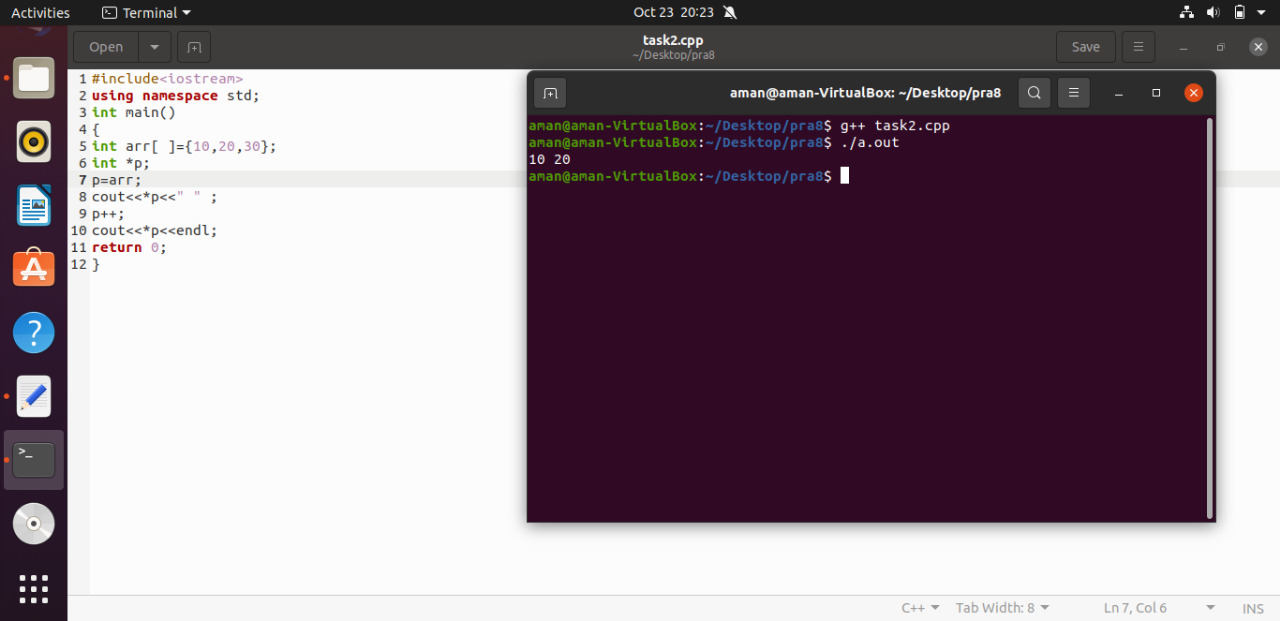 Activities Terminal Oct 23 20:23
Open task2.cpp Save
~/Desktop/pra8
1 #include<iostream>
2 using namespace std;
3 int main()
4 {
5 int arr[ ]={10,20,30};
6 int *p;
7 p=arr;
8 cout<<*p<<" " ;
9 p++;
10 cout<<*p<<endl;
11 return 0;
12 }
aman@aman-VirtualBox: ~/Desktop/pra8
aman@aman-VirtualBox:~/Desktop/pra8$ g++ task2.cpp
aman@aman-VirtualBox:~/Desktop/pra8$ ./a.out
10 20
aman@aman-VirtualBox:~/Desktop/pra8$
C++ Tab Width: 8 Ln 7, Col 6 INS